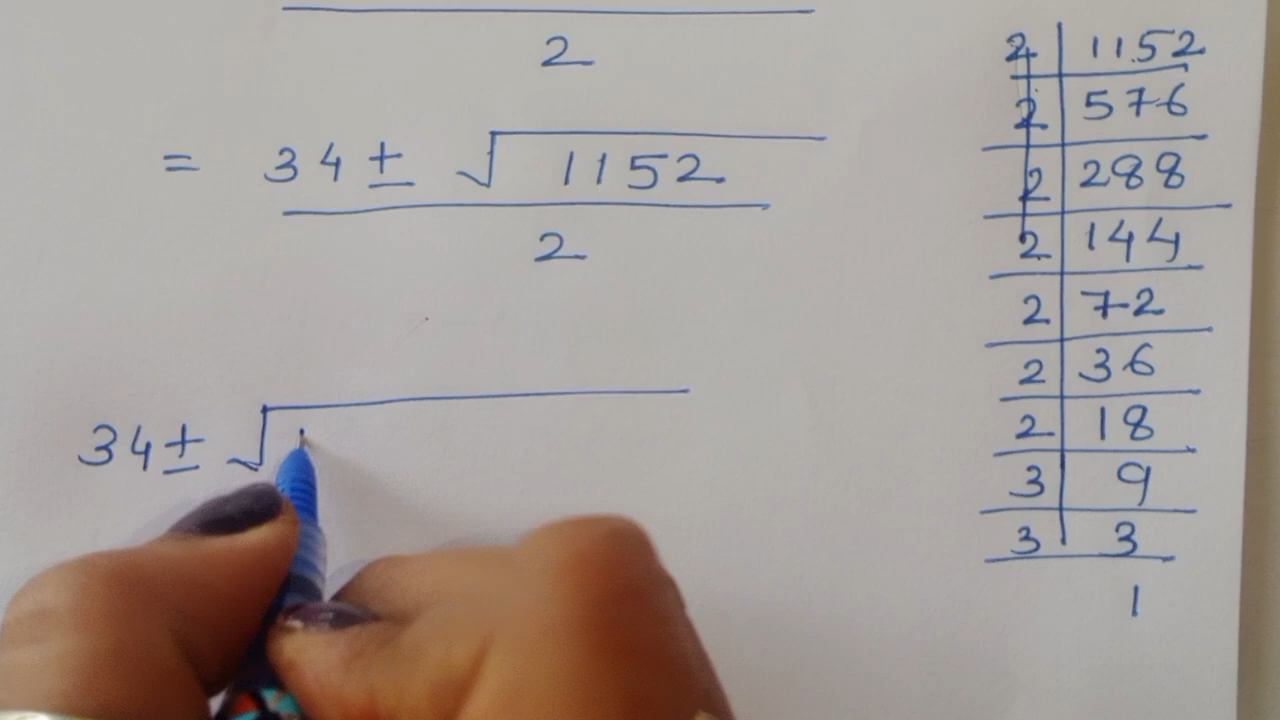 2
= 34 ± √1152
2
34 ± √
2 | 1152
2 | 576
2 | 288
2 | 144
2 | 72
2 | 36
2 | 18
3 | 9
3 | 3
1